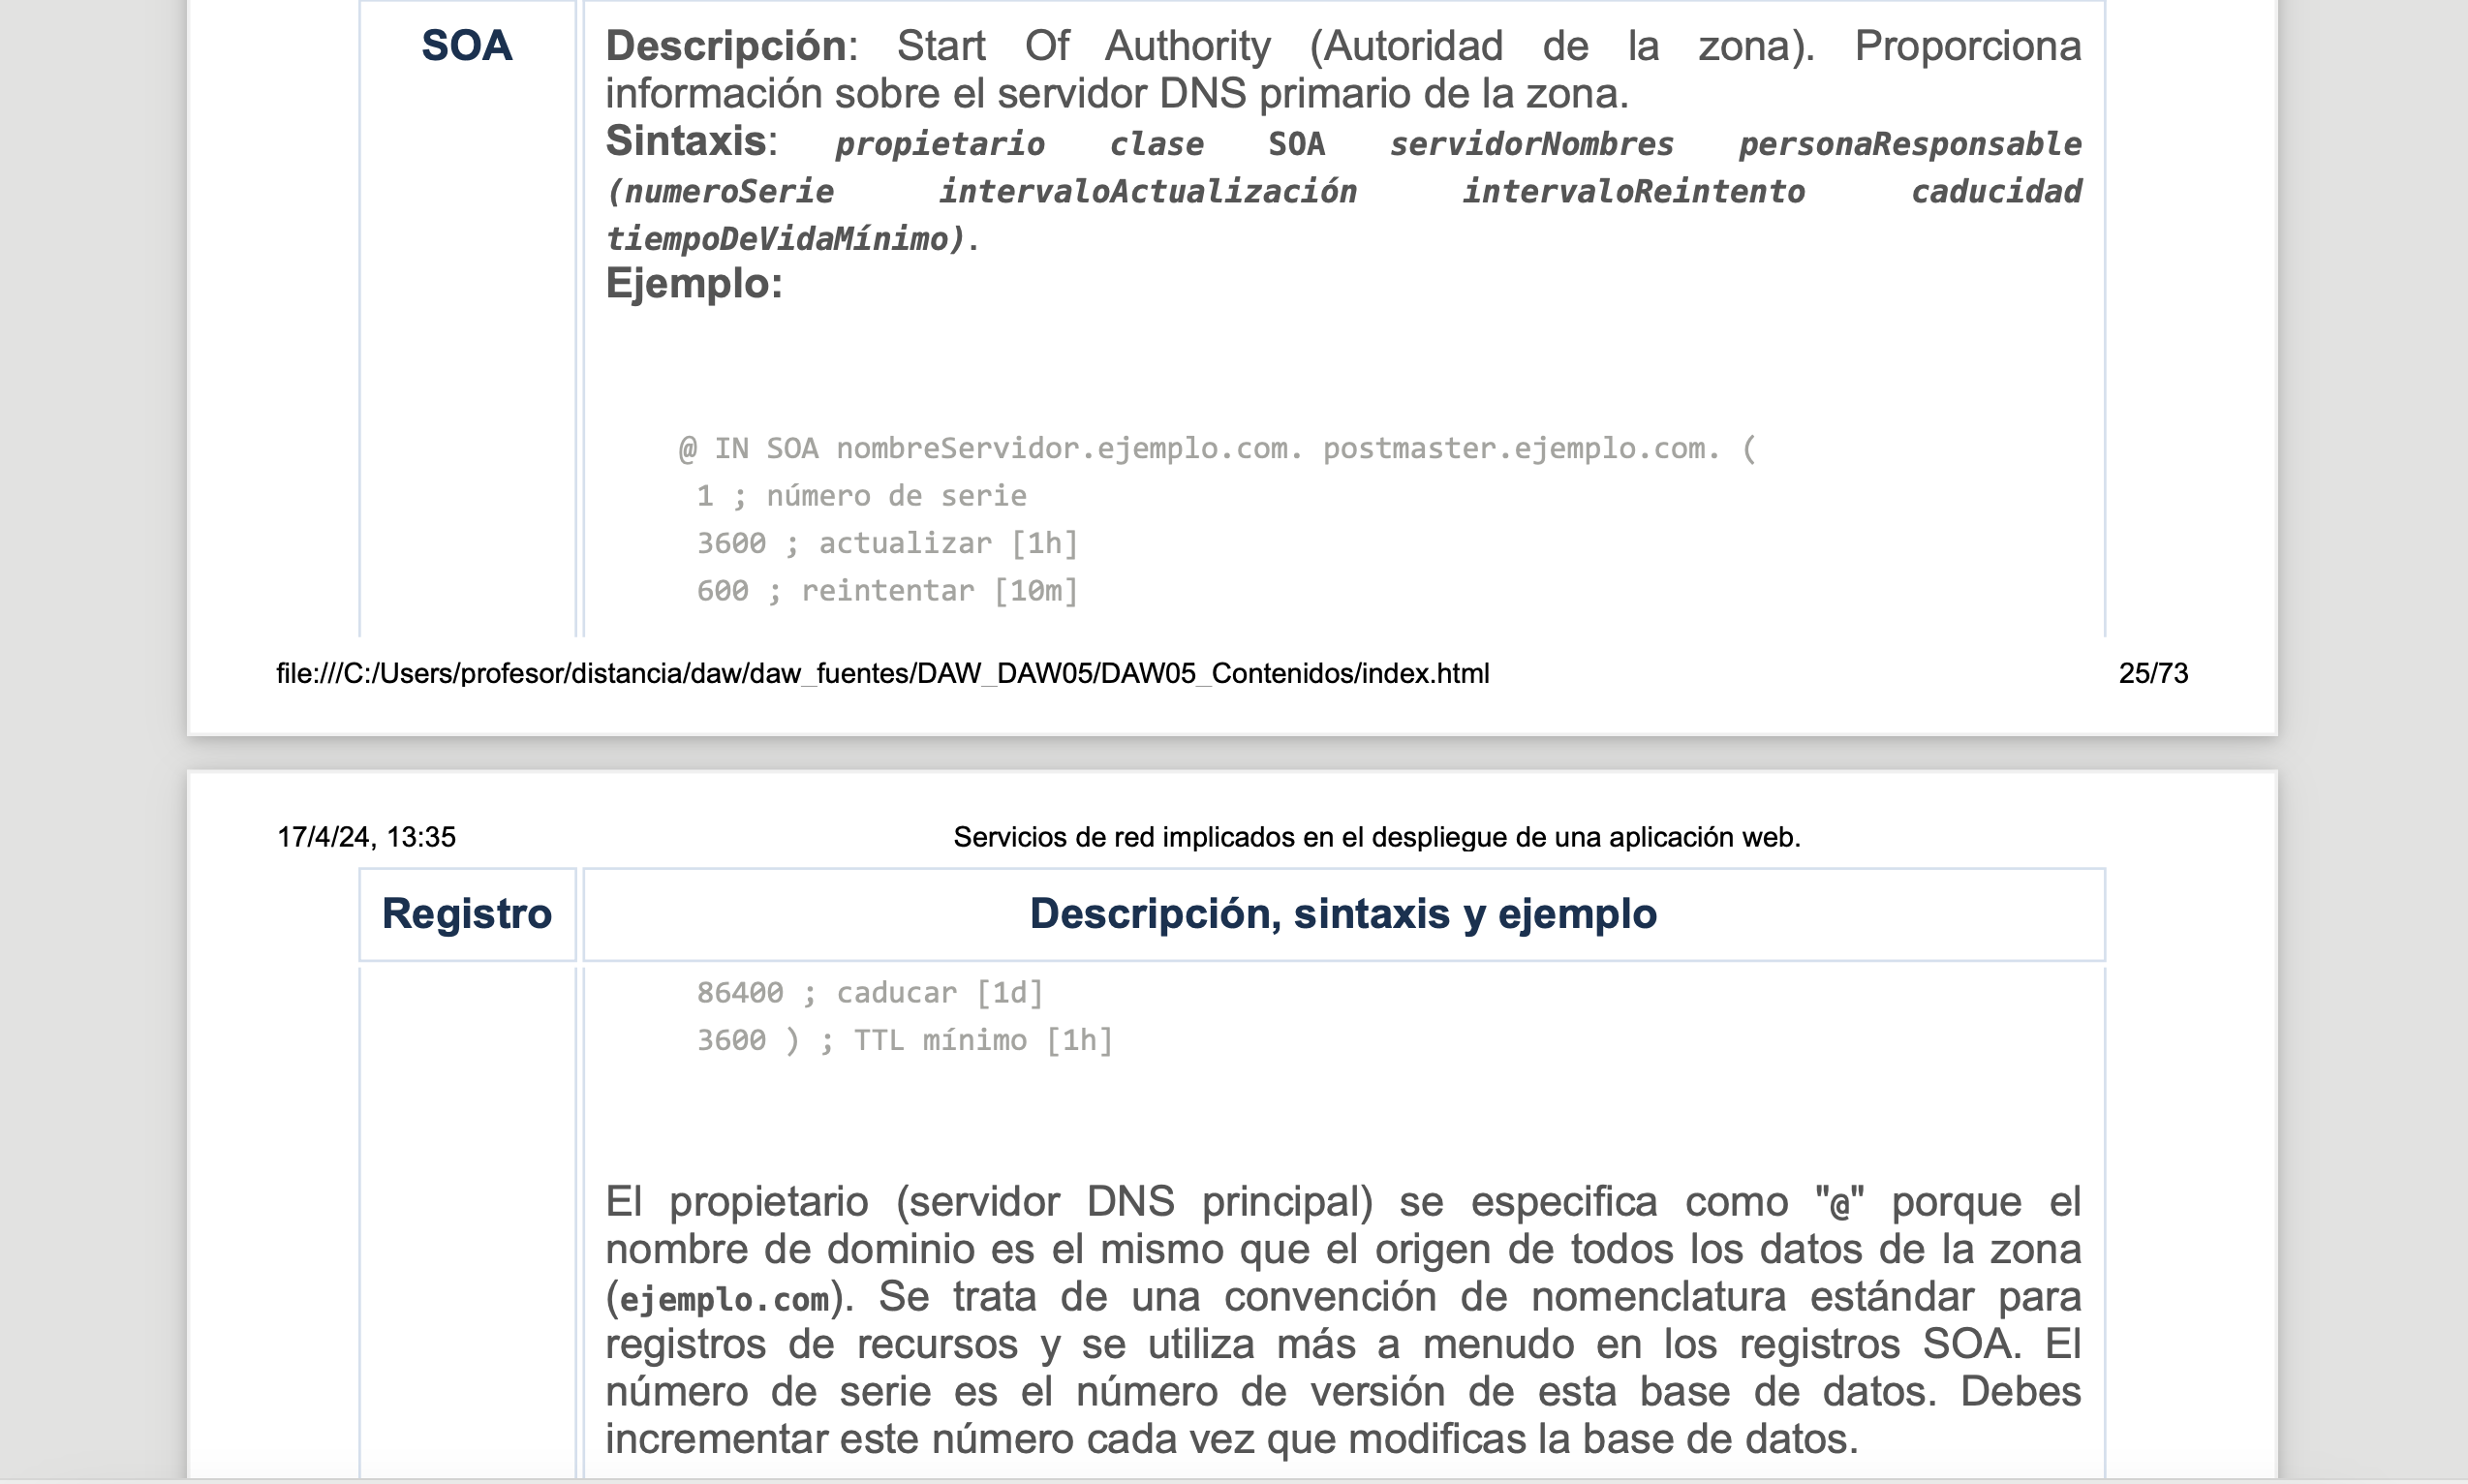 SOA
Descripción: Start Of Authority (Autoridad de la zona). Proporciona
información sobre el servidor DNS primario de la zona.
Sintaxis: propietario clase SOA servidorNombres personaResponsable
(numeroSerie intervaloActualización intervaloReintento caducidad
tiempoDeVidaMínimo).
Ejemplo:
@ IN SOA nombreServidor.ejemplo.com. postmaster.ejemplo.com. (
1 ; número de serie
3600 ; actualizar [1h]
600 ; reintentar [10m]
file:///C:/Users/profesor/distancia/daw/daw_fuentes/DAW_DAW05/DAW05_Contenidos/index.html 25/73
17/4/24, 13:35 Servicios de red implicados en el despliegue de una aplicación web.
Registro Descripción, sintaxis y ejemplo
86400 ; caducar [1d]
3600 ) ; TTL mínimo [1h]
El propietario (servidor DNS principal) se especifica como "@" porque el
nombre de dominio es el mismo que el origen de todos los datos de la zona
(ejemplo.com). Se trata de una convención de nomenclatura estándar para
registros de recursos y se utiliza más a menudo en los registros SOA. El
número de serie es el número de versión de esta base de datos. Debes
incrementar este número cada vez que modificas la base de datos.